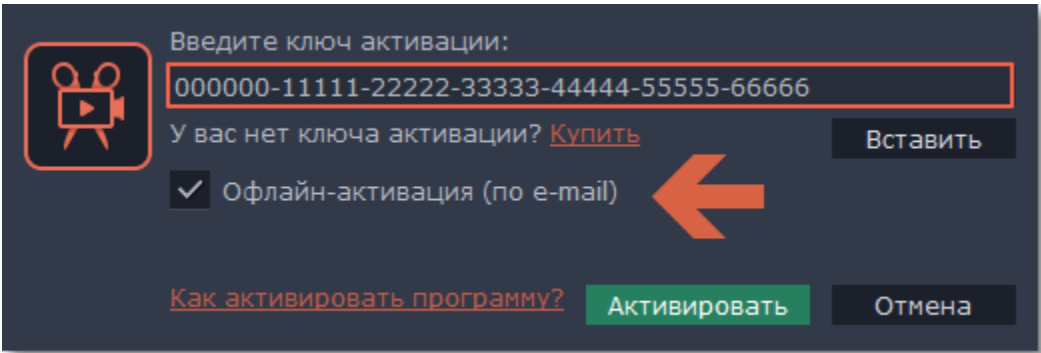 Введите ключ активации:
000000-11111-22222-33333-44444-55555-66666
У вас нет ключа активации? Купить
Вставить
Офлайн-активация (по e-mail)
Как активировать программу?
Активировать
Отмена